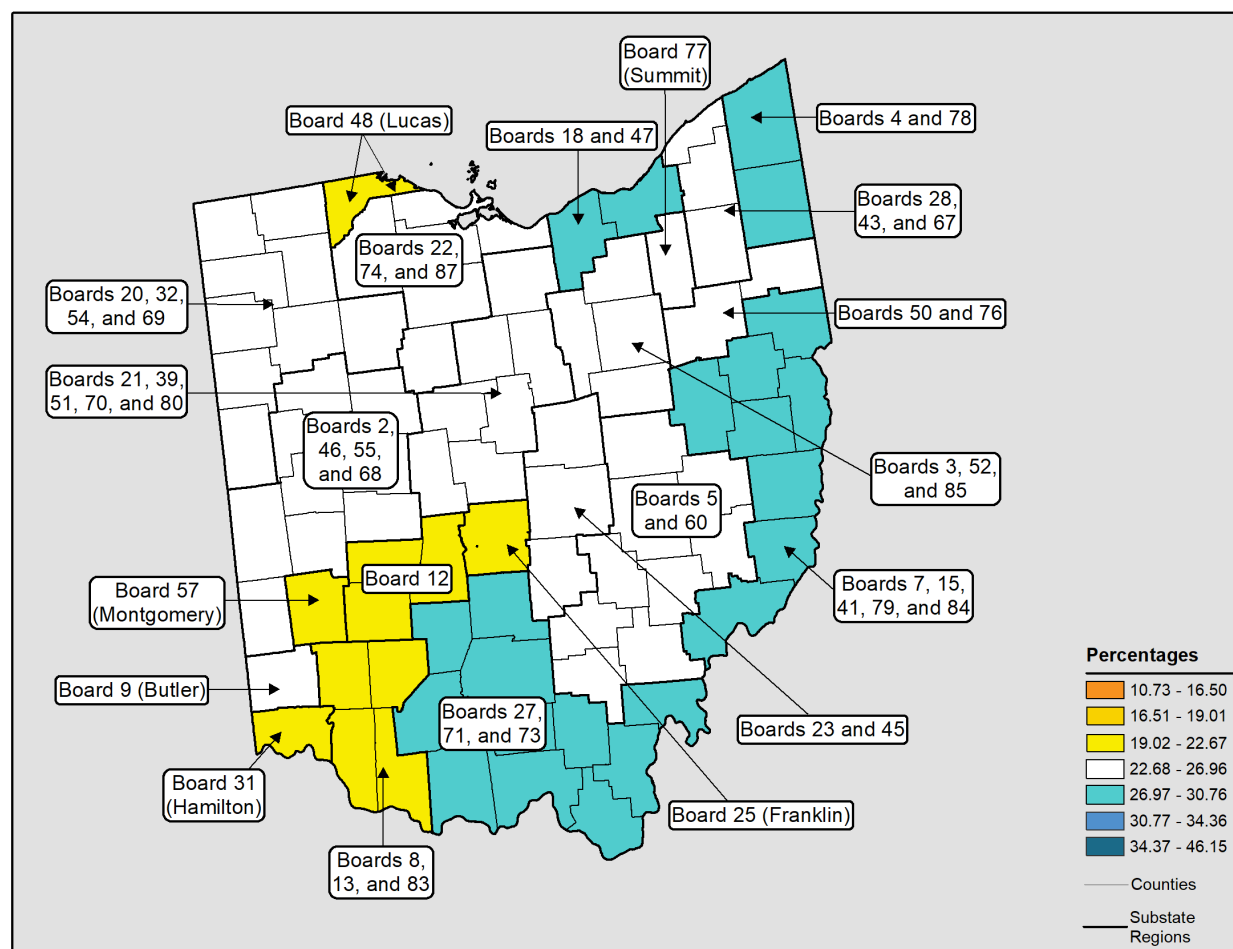 Board 77
(Summit)
Boards 4 and 78
Board 48 (Lucas)
Boards 18 and 47
Boards 28,
43, and 67
Boards 22,
74, and 87
Boards 20, 32,
54, and 69
Boards 50 and 76
Boards 21, 39,
51, 70, and 80
Boards 2,
46, 55,
and 68
Boards 3, 52,
and 85
Boards 5
and 60
Board 12
Board 57
(Montgomery)
Boards 7, 15,
41, 79, and 84
Board 9 (Butler)
Boards 27,
71, and 73
Boards 23 and 45
Board 31
(Hamilton)
Board 25 (Franklin)
Boards 8,
13, and 83
Percentages
10.73 - 16.50
16.51 - 19.01
19.02 - 22.67
22.68 - 26.96
26.97 - 30.76
30.77 - 34.36
34.37 - 46.15
Counties
Substate
Regions